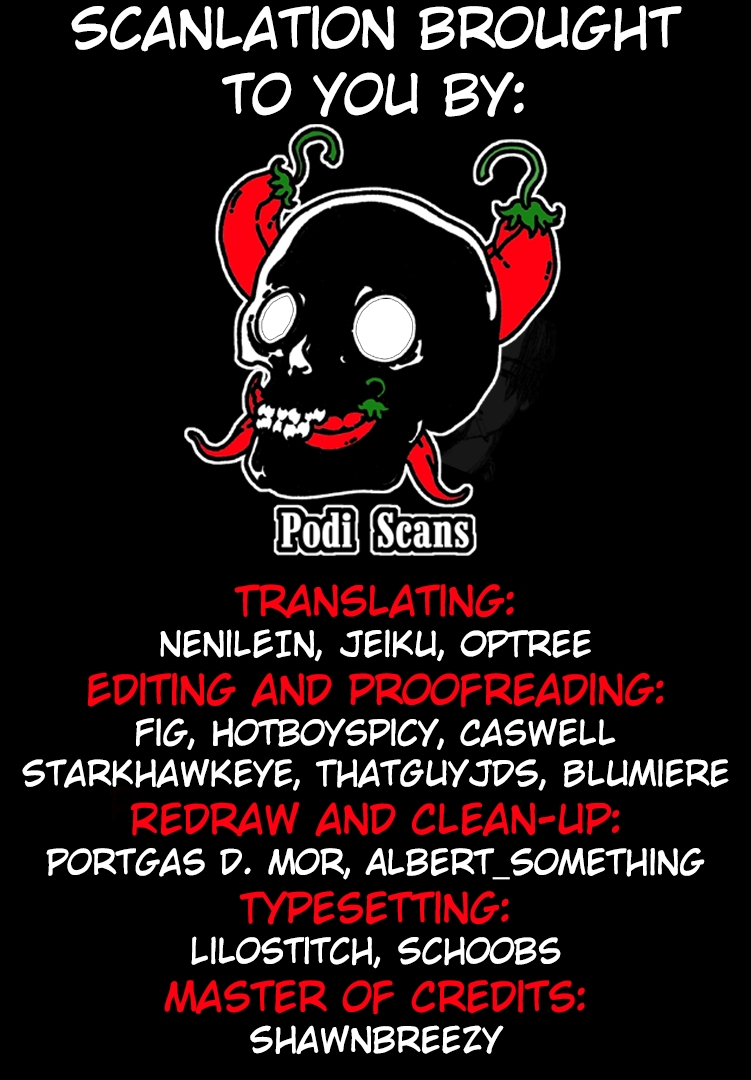 SCANLATION BROUGHT
TO YOU BY:
Podi Scans
TRANSLATING:
NENILEIN, JEIKU, OPTREE
EDITING AND PROOFREADING:
FIG, HOTBOYSPICY, CASWELL
STARKHAWKEYE, THATGUYJDS, BLUMIERE
REDRAW AND CLEAN-UP:
PORTGAS D. MOR, ALBERT_SOMETHING
TYPESETTING:
LILOSTITCH, SCHOOBS
MASTER OF CREDITS:
SHAWNBREEZY